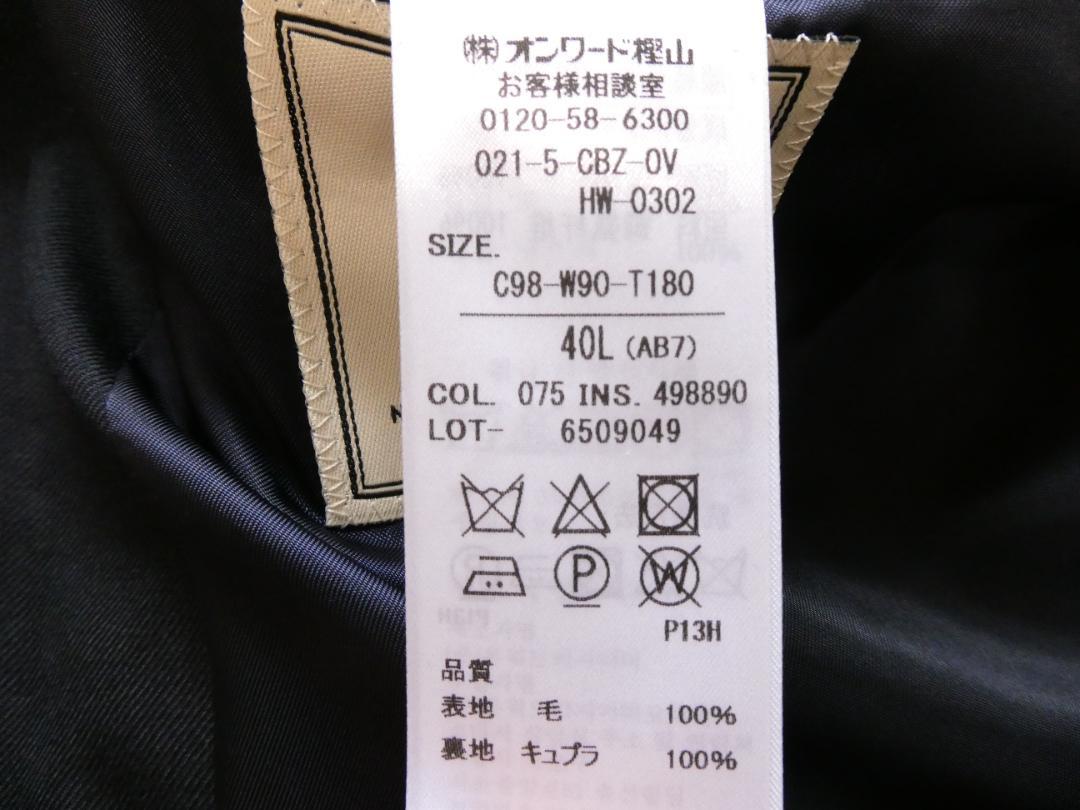 (株)オンワード樫山
お客様相談室
0120-58-6300
021-5-CBZ-OV
HW-0302
SIZE.
C98-W90-T180
40L (AB7)
COL. 075 INS. 498890
LOT- 6509049
P
W
P13H
品質
表地 毛 100%
裏地 キュプラ 100%